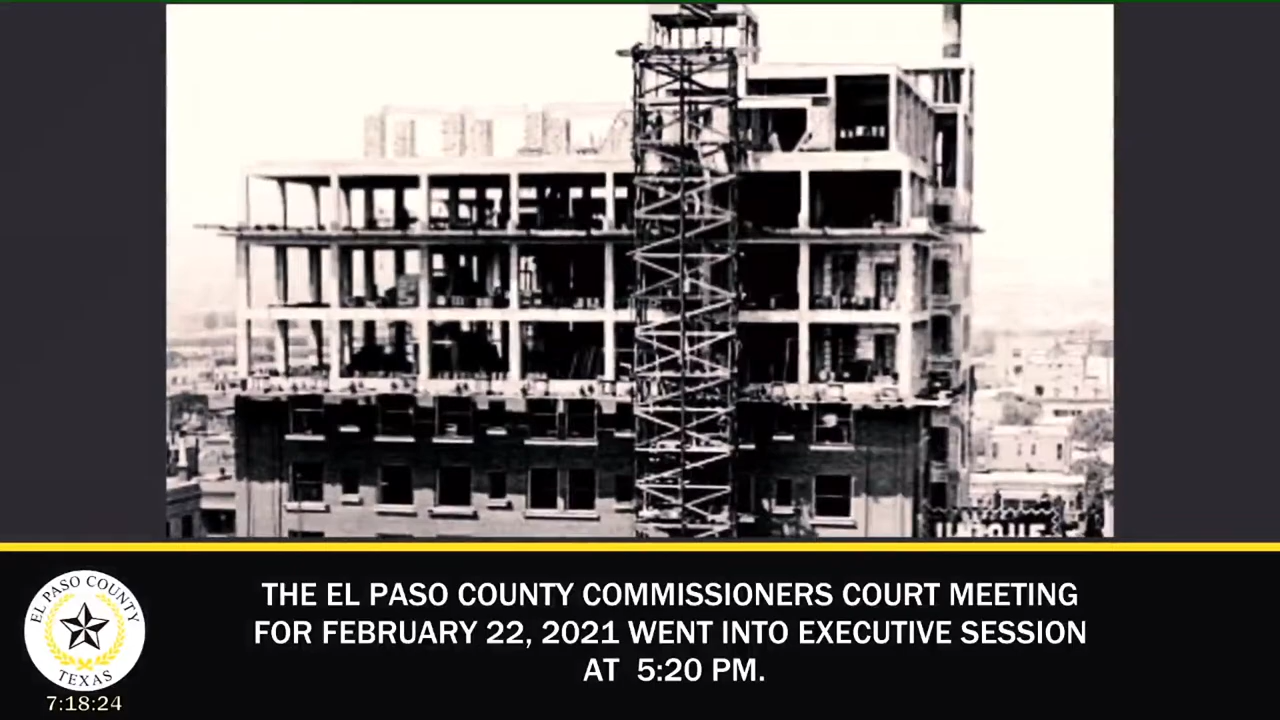 UNIQUE
THE EL PASO COUNTY COMMISSIONERS COURT MEETING
FOR FEBRUARY 22, 2021 WENT INTO EXECUTIVE SESSION
AT 5:20 PM.
EL PASO COUNTY
TEXAS
7:18:24